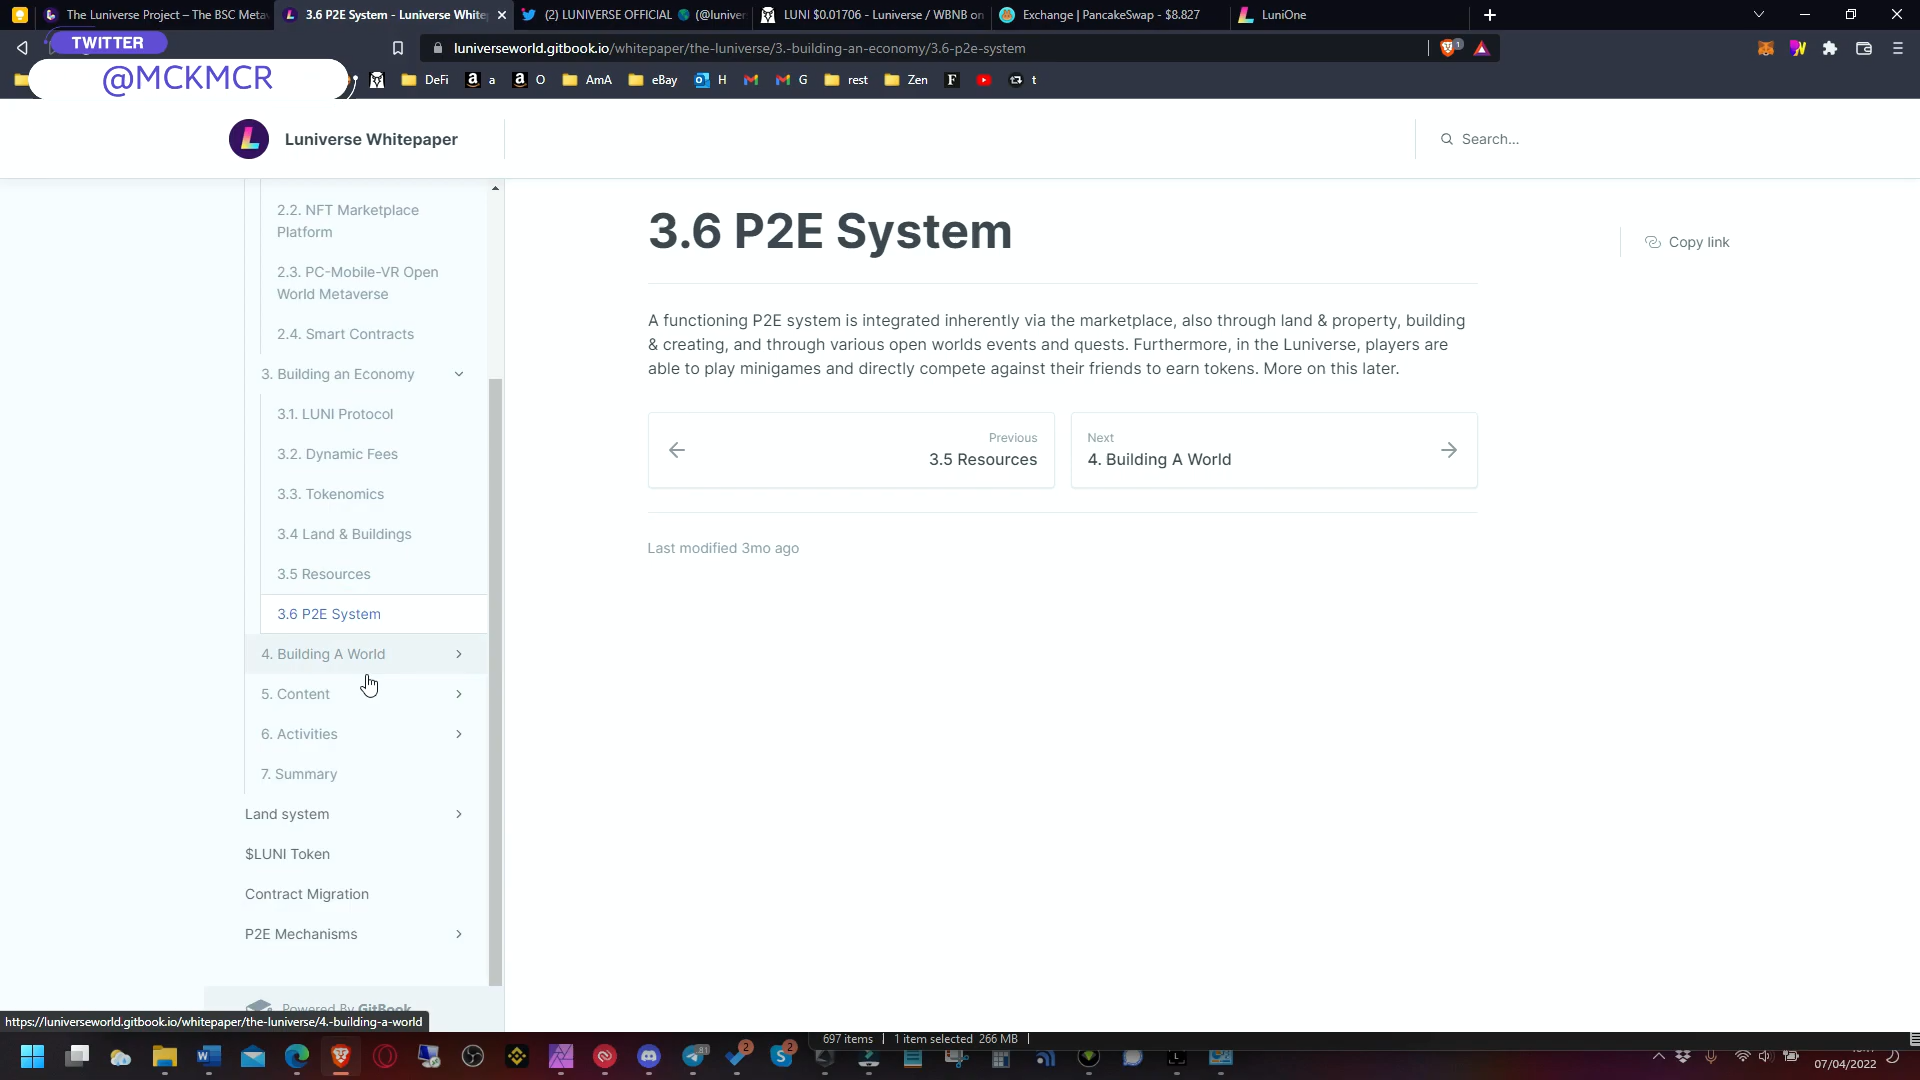 The Luniverse Project – The BSC Meta
3.6 P2E System - Luniverse White
(2) LUNIVERSE OFFICIAL 🌎 (@luniver
LUNI $0.01706 - Luniverse / WBNB on
Exchange | PancakeSwap - $8.827
LuniOne
TWITTER
@MCKMCR
luniverseworld.gitbook.io/whitepaper/the-luniverse/3.-building-an-economy/3.6-p2e-system
1
DeFi
a
O
AmA
eBay
H
G
rest
Zen
F
t
Luniverse Whitepaper
Search...
2.2. NFT Marketplace
Platform
2.3. PC-Mobile-VR Open
World Metaverse
2.4. Smart Contracts
3. Building an Economy
3.1. LUNI Protocol
3.2. Dynamic Fees
3.3. Tokenomics
3.4 Land & Buildings
3.5 Resources
3.6 P2E System
4. Building A World
5. Content
6. Activities
7. Summary
Land system
$LUNI Token
Contract Migration
P2E Mechanisms
Powered By GitBook
3.6 P2E System
Copy link
A functioning P2E system is integrated inherently via the marketplace, also through land & property, building
& creating, and through various open worlds events and quests. Furthermore, in the Luniverse, players are
able to play minigames and directly compete against their friends to earn tokens. More on this later.
Previous
3.5 Resources
Next
4. Building A World
Last modified 3mo ago
https://luniverseworld.gitbook.io/whitepaper/the-luniverse/4.-building-a-world
697 items
1 item selected 266 MB
81
2
2
07/04/2022